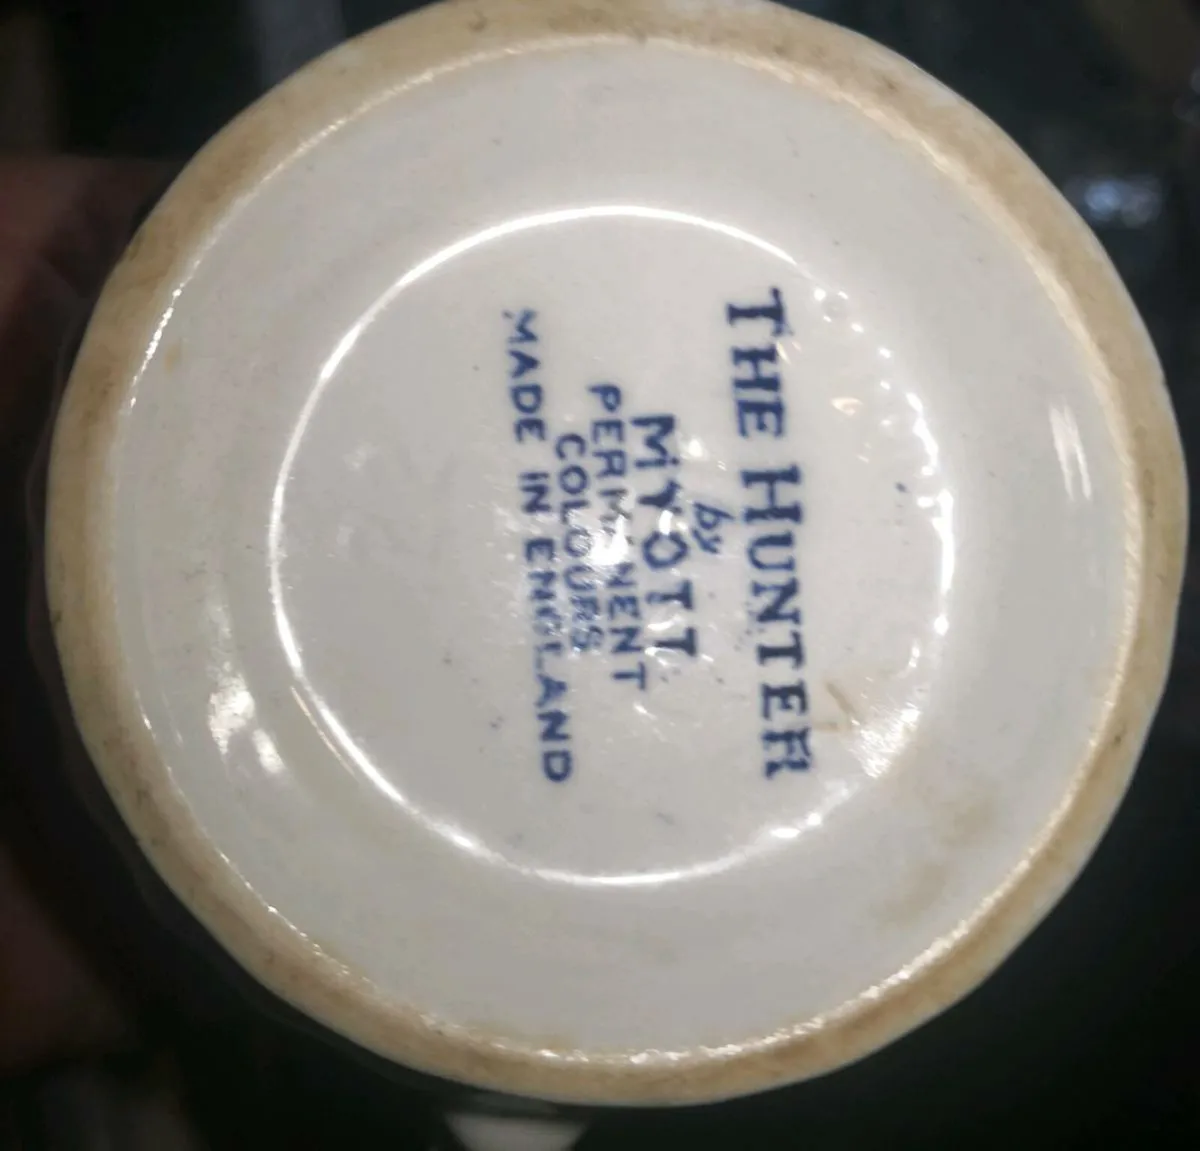 THE HUNTER
by
MYOTT
PERMANENT
COLOURS
MADE IN ENGLAND